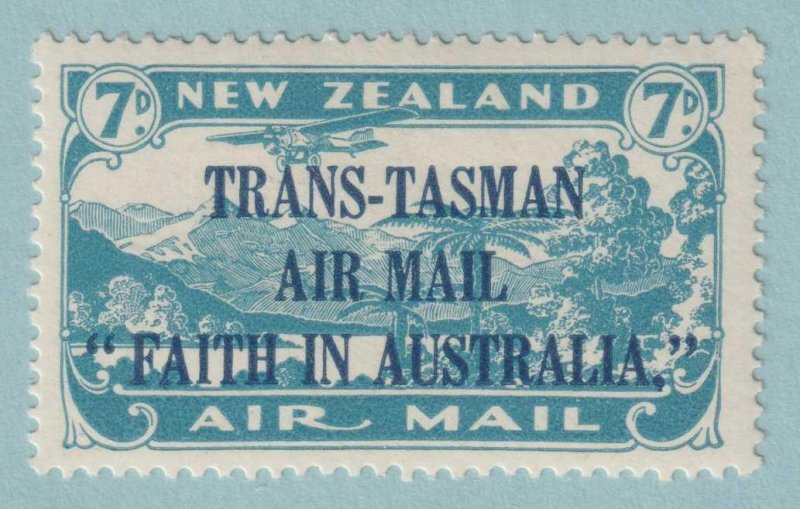 7D. NEW ZEALAND 7D.
TRANS-TASMAN
AIR MAIL
"FAITH IN AUSTRALIA."
AIR MAIL